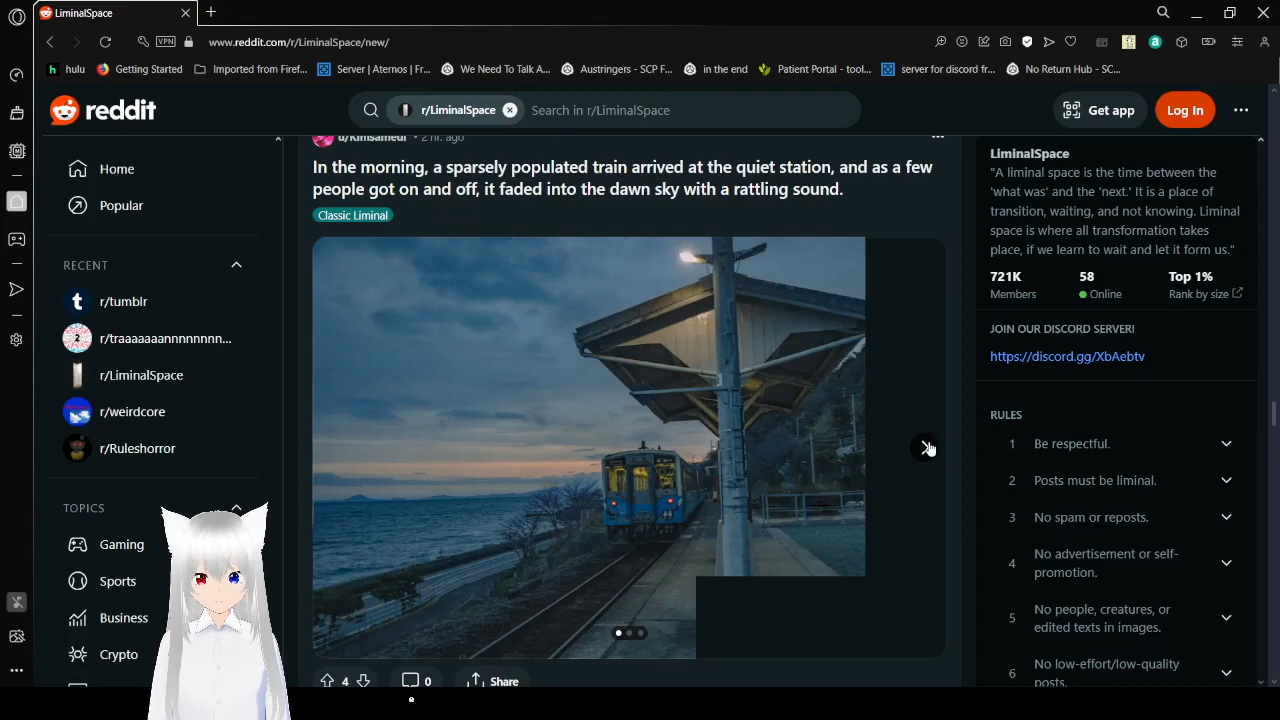 LiminalSpace
VPN www.reddit.com/r/LiminalSpace/new/
h hulu Getting Started Imported from Firef... Server | Aternos | Fr... We Need To Talk A... Austringers - SCP F... in the end Patient Portal - tool... server for discord fr... No Return Hub - SC...
reddit r/LiminalSpace Search in r/LiminalSpace Get app Log In
Home
Popular
RECENT
r/tumblr
r/traaaaaaannnnnnnn...
r/LiminalSpace
r/weirdcore
r/Ruleshorror
TOPICS
Gaming
Sports
Business
Crypto
u/Kimsameul • 2 hr. ago
In the morning, a sparsely populated train arrived at the quiet station, and as a few
people got on and off, it faded into the dawn sky with a rattling sound.
Classic Liminal
4 0 Share
LiminalSpace
"A liminal space is the time between the
'what was' and the 'next.' It is a place of
transition, waiting, and not knowing. Liminal
space is where all transformation takes
place, if we learn to wait and let it form us."
721K 58 Top 1%
Members Online Rank by size
JOIN OUR DISCORD SERVER!
https://discord.gg/XbAebtv
RULES
1 Be respectful.
2 Posts must be liminal.
3 No spam or reposts.
4 No advertisement or self-
promotion.
5 No people, creatures, or
edited texts in images.
6 No low-effort/low-quality
posts.